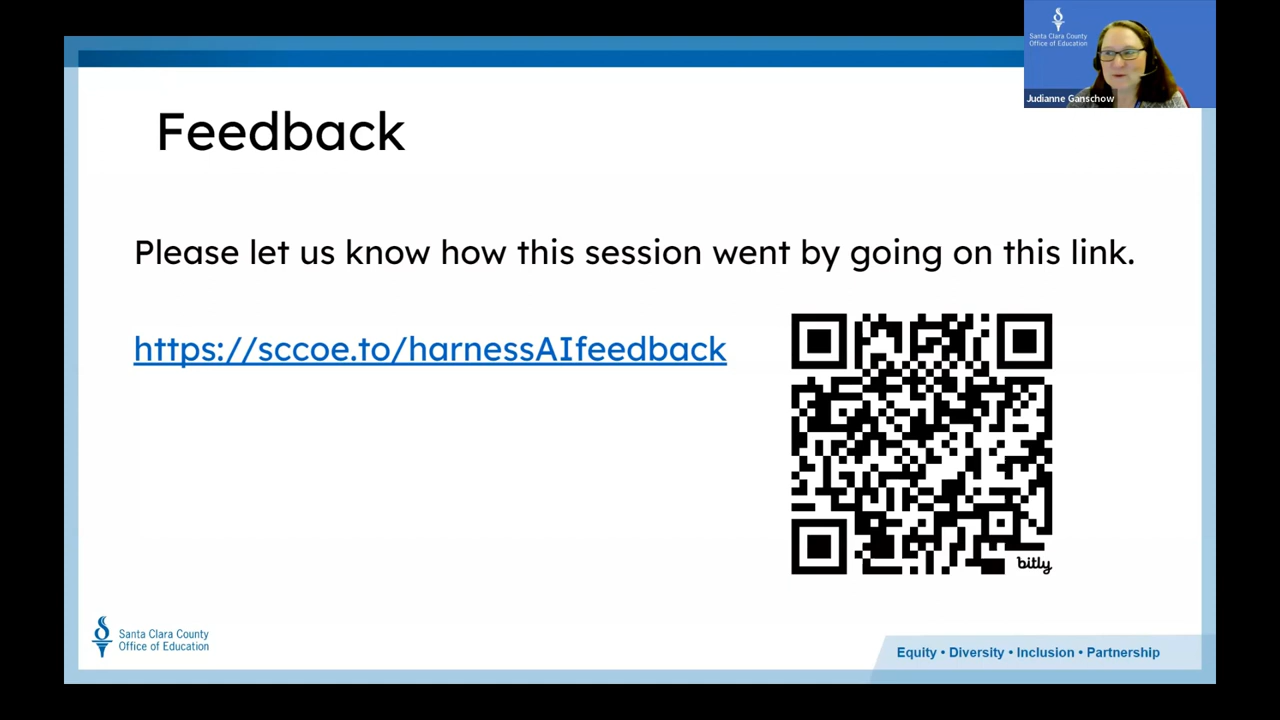 Santa Clara County
Office of Education
Judianne Ganschow
Feedback
Please let us know how this session went by going on this link.
https://sccoe.to/harnessAIfeedback
bitly
Santa Clara County
Office of Education
Equity • Diversity • Inclusion • Partnership